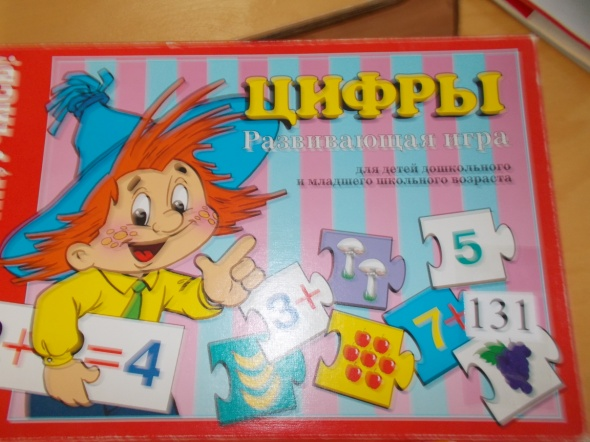 ЦИФРЫ
Развивающая игра
для детей дошкольного
и младшего школьного возраста
5
3+
7+
131
+
=4